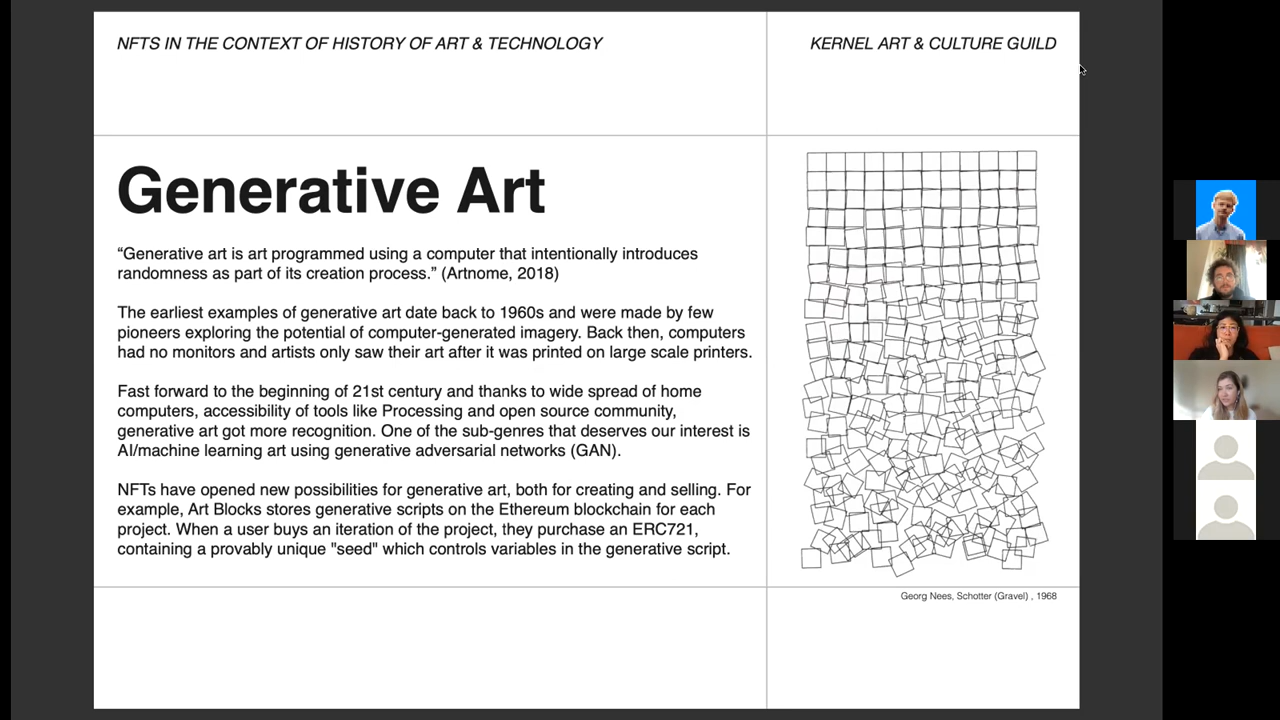 NFTS IN THE CONTEXT OF HISTORY OF ART & TECHNOLOGY
KERNEL ART & CULTURE GUILD
Generative Art
“Generative art is art programmed using a computer that intentionally introduces
randomness as part of its creation process.” (Artnome, 2018)
The earliest examples of generative art date back to 1960s and were made by few
pioneers exploring the potential of computer-generated imagery. Back then, computers
had no monitors and artists only saw their art after it was printed on large scale printers.
Fast forward to the beginning of 21st century and thanks to wide spread of home
computers, accessibility of tools like Processing and open source community,
generative art got more recognition. One of the sub-genres that deserves our interest is
AI/machine learning art using generative adversarial networks (GAN).
NFTs have opened new possibilities for generative art, both for creating and selling. For
example, Art Blocks stores generative scripts on the Ethereum blockchain for each
project. When a user buys an iteration of the project, they purchase an ERC721,
containing a provably unique "seed" which controls variables in the generative script.
Georg Nees, Schotter (Gravel) , 1968